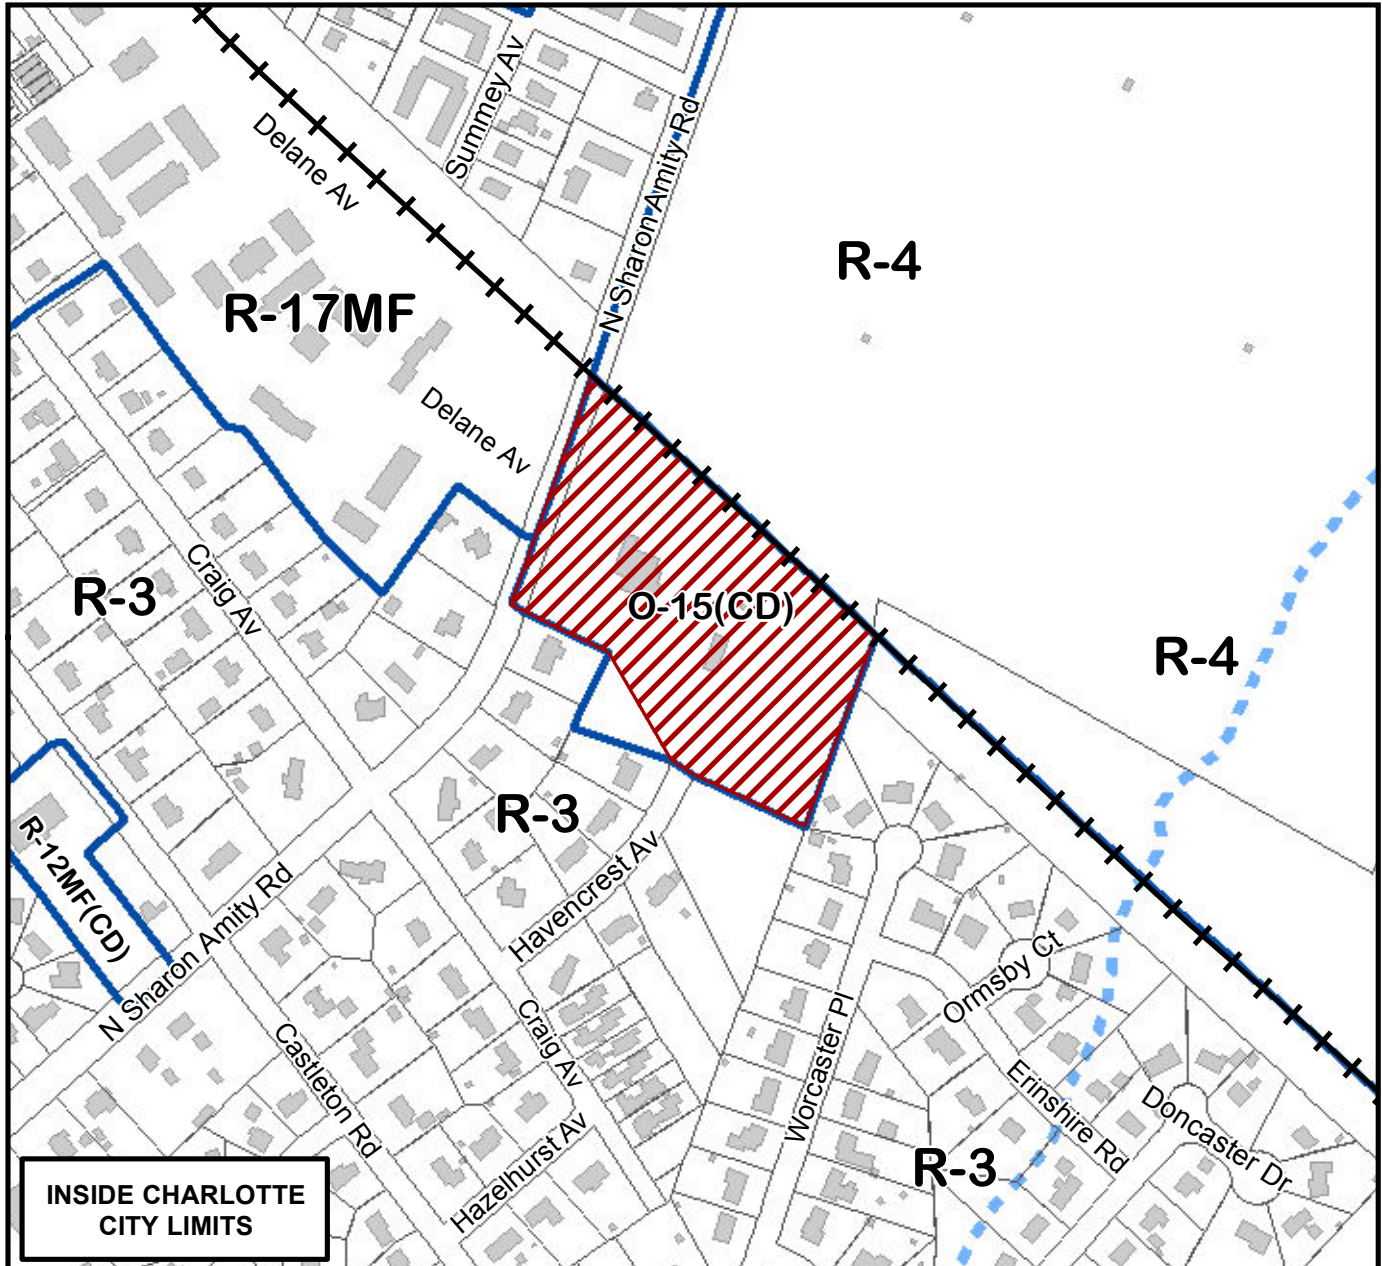 Summey Av
Delane Av
N Sharon Amity Rd
R-4
R-17MF
Delane Av
Craig Av
R-3
O-15(CD)
R-4
R-3
R-12MF(CD)
Havencrest Av
N Sharon Amity Rd
Ormsby Ct
Craig Av
Castleton Rd
Worcaster Pl
Erinshire Rd
Doncaster Dr
Hazelhurst Av
R-3
INSIDE CHARLOTTE
CITY LIMITS